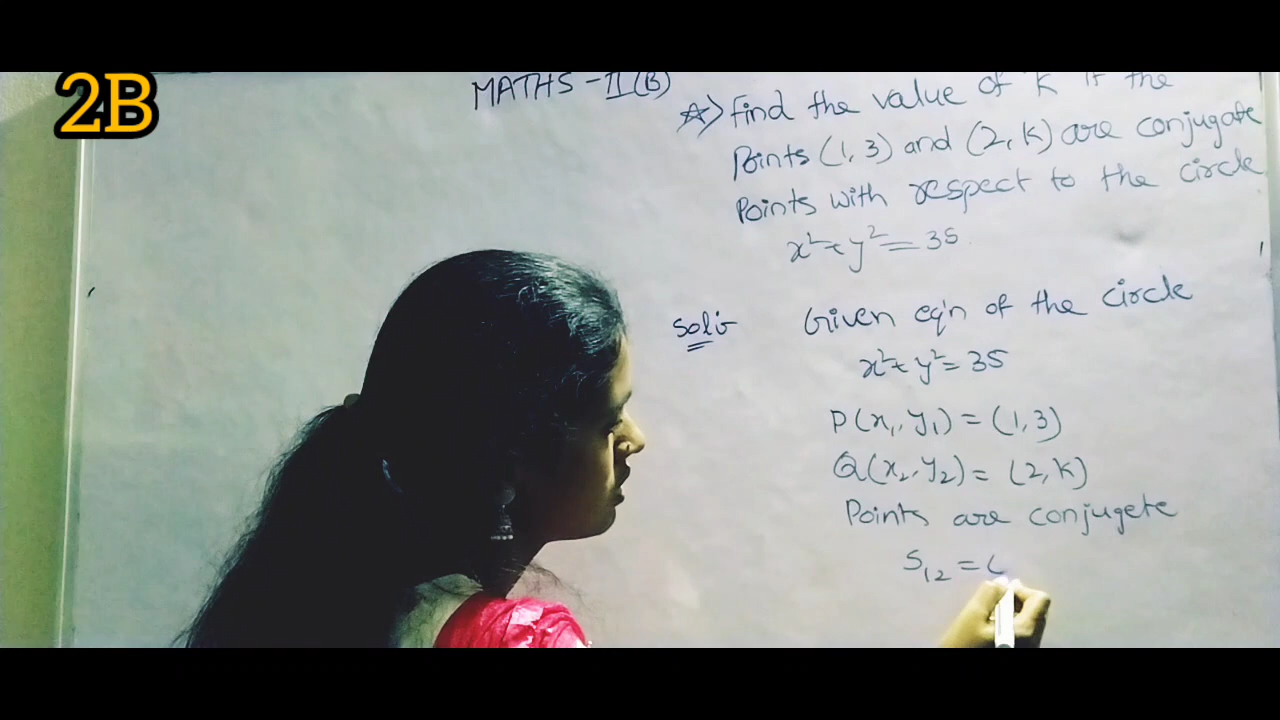 2B
MATHS - II (B)
☆) Find the value of K if the
Points (1, 3) and (2, K) are conjugate
Points with respect to the circle
x² + y² = 35
Sol:-
Given eq'n of the circle
x² + y² = 35
P(x₁, y₁) = (1, 3)
Q(x₂, y₂) = (2, K)
Points are conjugete
S₁₂ =